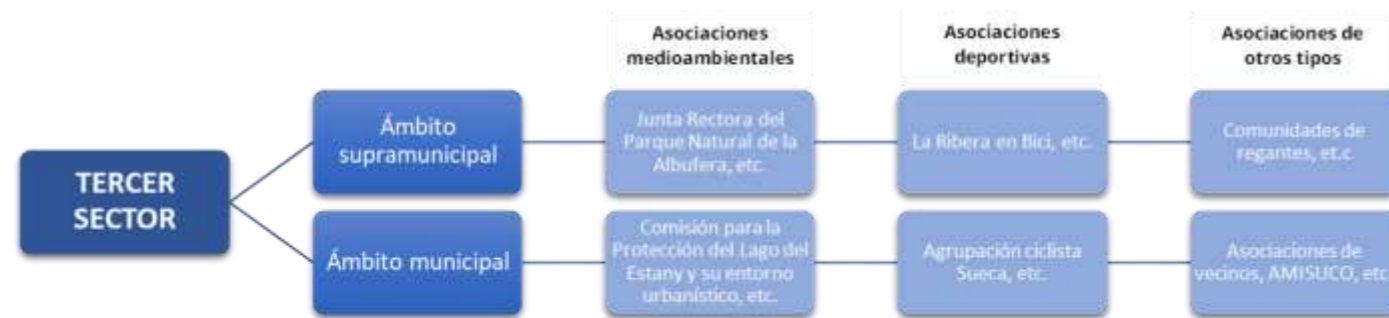 Asociaciones
medioambientales
Asociaciones
deportivas
Asociaciones de
otros tipos
TERCER
SECTOR
Ámbito
supramunicipal
Junta Rectora del
Parque Natural de la
Albufera, etc.
La Ribera en Bici, etc.
Comunidades de
regantes, et.c
Ámbito municipal
Comisión para la
Protección del Lago del
Estany y su entorno
urbanístico, etc.
Agrupación ciclista
Sueca, etc.
Asociaciones de
vecinos, AMISUCO, etc